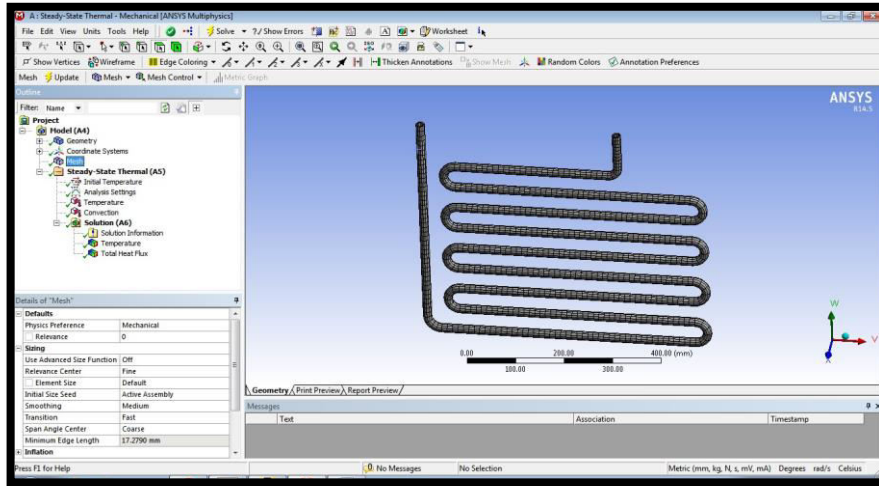 A : Steady-State Thermal - Mechanical [ANSYS Multiphysics]
File Edit View Units Tools Help Solve ?/ Show Errors Worksheet
Show Vertices Wireframe Edge Coloring Thicken Annotations Show Mesh Random Colors Annotation Preferences
Mesh Update Mesh Mesh Control Metric Graph
Outline
Filter: Name
Project
Model (A4)
Geometry
Coordinate Systems
Mesh
Steady-State Thermal (A5)
Initial Temperature
Analysis Settings
Temperature
Convection
Solution (A6)
Solution Information
Temperature
Total Heat Flux
Details of "Mesh"
Defaults
Physics Preference Mechanical
Relevance 0
Sizing
Use Advanced Size Function Off
Relevance Center Fine
Element Size Default
Initial Size Seed Active Assembly
Smoothing Medium
Transition Fast
Span Angle Center Coarse
Minimum Edge Length 17.2790 mm
Inflation
ANSYS
R14.5
W
V
0.00 200.00 400.00 (mm)
100.00 300.00
Geometry Print Preview Report Preview
Messages
Text Association Timestamp
Press F1 for Help No Messages No Selection Metric (mm, kg, N, s, mV, mA) Degrees rad/s Celsius